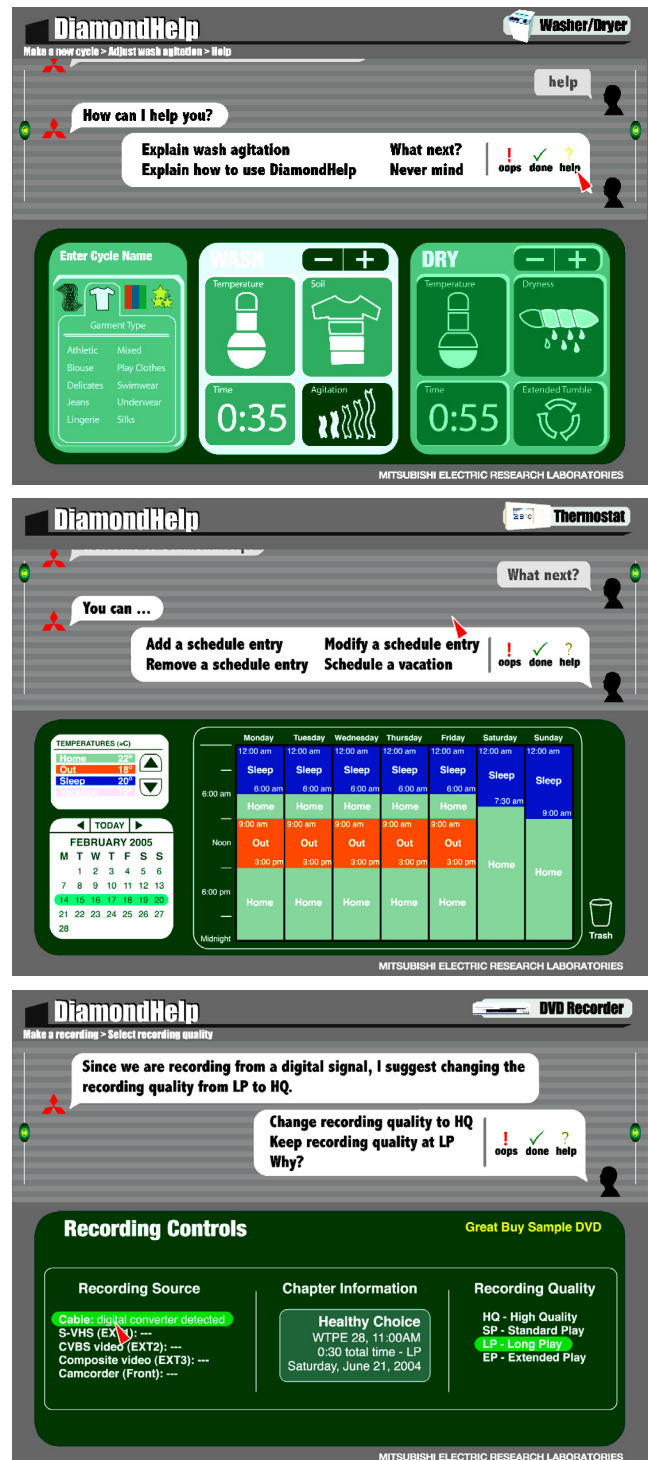 DiamondHelp
Washer/Dryer
Make a new cycle > Adjust wash agitation > Help
help
How can I help you?
Explain wash agitation What next?
Explain how to use DiamondHelp Never mind
! ✓ ?
oops done help
Enter Cycle Name
Garment Type
Athletic Mixed
Blouse Play Clothes
Delicates Swimwear
Jeans Underwear
Lingerie Silks
WASH − +
Temperature Soil
Time Agitation
0:35
DRY − +
Temperature Dryness
Time Extended Tumble
0:55
MITSUBISHI ELECTRIC RESEARCH LABORATORIES
DiamondHelp
Thermostat
What next?
You can ...
Add a schedule entry Modify a schedule entry
Remove a schedule entry Schedule a vacation
! ✓ ?
oops done help
TEMPERATURES (°C)
Home 22°
Out 18°
Sleep 20°
TODAY
FEBRUARY 2005
M T W T F S S
1 2 3 4 5 6
7 8 9 10 11 12 13
14 15 16 17 18 19 20
21 22 23 24 25 26 27
28
Monday Tuesday Wednesday Thursday Friday Saturday Sunday
12:00 am 12:00 am 12:00 am 12:00 am 12:00 am 12:00 am 12:00 am
Sleep Sleep Sleep Sleep Sleep Sleep Sleep
6:00 am 6:00 am 6:00 am 6:00 am 6:00 am 6:00 am
7:30 am
Home Home Home Home Home
9:00 am
9:00 am 9:00 am 9:00 am 9:00 am 9:00 am
Noon Out Out Out Out Out
3:00 pm 3:00 pm 3:00 pm 3:00 pm 3:00 pm
Home Home
6:00 pm Home Home Home Home Home
Midnight
Trash
MITSUBISHI ELECTRIC RESEARCH LABORATORIES
DiamondHelp
DVD Recorder
Make a recording > Select recording quality
Since we are recording from a digital signal, I suggest changing the
recording quality from LP to HQ.
Change recording quality to HQ
Keep recording quality at LP
Why?
! ✓ ?
oops done help
Recording Controls
Great Buy Sample DVD
Recording Source
Cable: digital converter detected
S-VHS (EXT1): ---
CVBS video (EXT2): ---
Composite video (EXT3): ---
Camcorder (Front): ---
Chapter Information
Healthy Choice
WTPE 28, 11:00AM
0:30 total time - LP
Saturday, June 21, 2004
Recording Quality
HQ - High Quality
SP - Standard Play
LP - Long Play
EP - Extended Play
MITSUBISHI ELECTRIC RESEARCH LABORATORIES